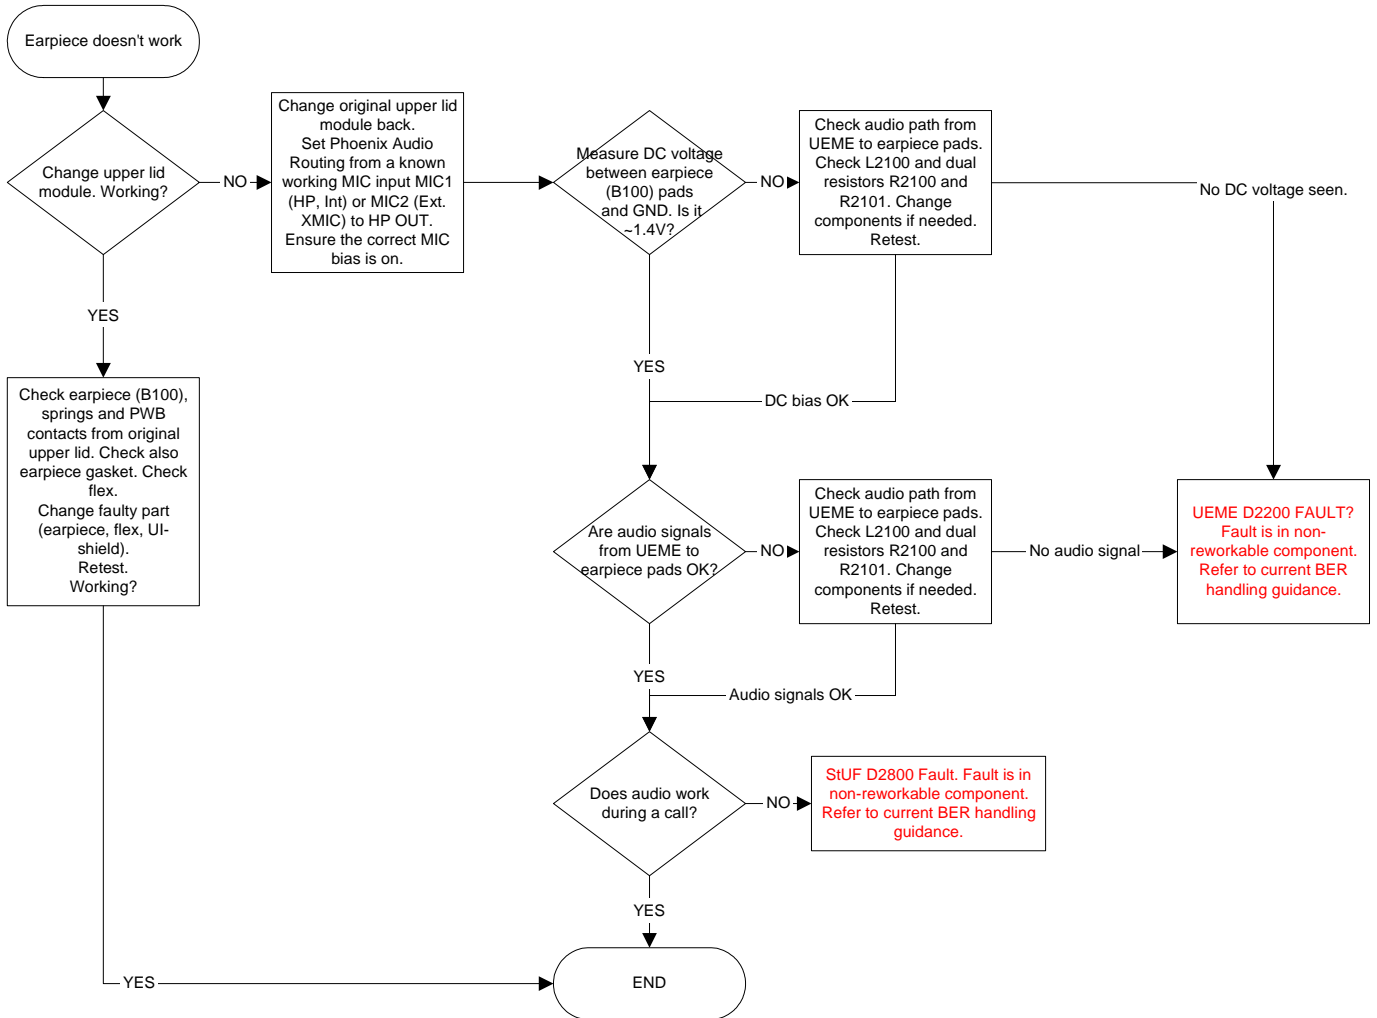 Earpiece doesn't work
Change upper lid
module. Working?
NO
Change original upper lid
module back.
Set Phoenix Audio
Routing from a known
working MIC input MIC1
(HP, Int) or MIC2 (Ext.
XMIC) to HP OUT.
Ensure the correct MIC
bias is on.
Measure DC voltage
between earpiece
(B100) pads
and GND. Is it
~1.4V?
NO
Check audio path from
UEME to earpiece pads.
Check L2100 and dual
resistors R2100 and
R2101. Change
components if needed.
Retest.
No DC voltage seen.
YES
YES
DC bias OK
Check earpiece (B100),
springs and PWB
contacts from original
upper lid. Check also
earpiece gasket. Check
flex.
Change faulty part
(earpiece, flex, UI-
shield).
Retest.
Working?
Are audio signals
from UEME to
earpiece pads OK?
NO
Check audio path from
UEME to earpiece pads.
Check L2100 and dual
resistors R2100 and
R2101. Change
components if needed.
Retest.
No audio signal
UEME D2200 FAULT?
Fault is in non-
reworkable component.
Refer to current BER
handling guidance.
YES
Audio signals OK
Does audio work
during a call?
NO
StUF D2800 Fault. Fault is in
non-reworkable component.
Refer to current BER handling
guidance.
YES
YES
END